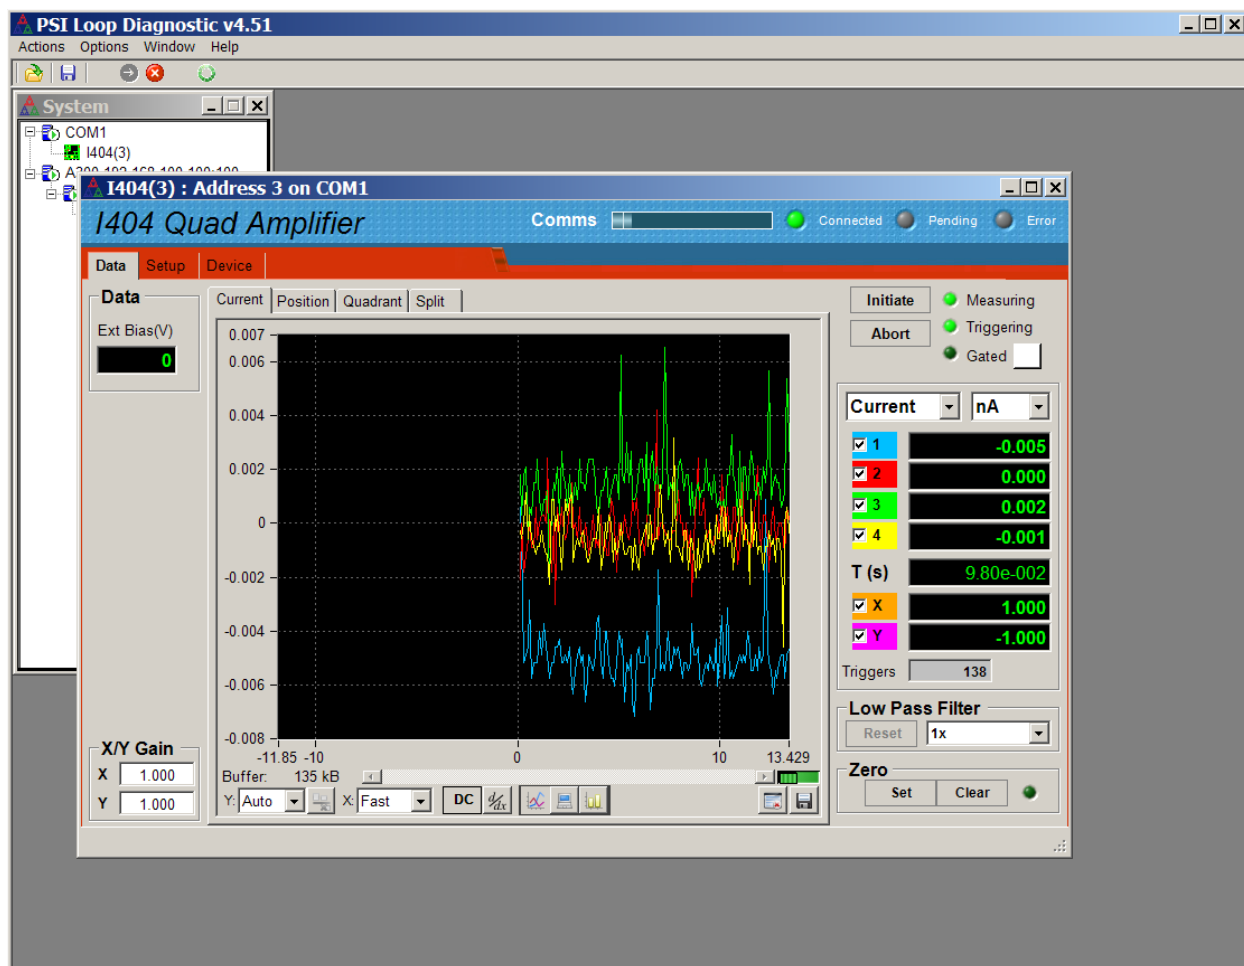 PSI Loop Diagnostic v4.51
Actions Options Window Help
System
COM1
I404(3)
I404(3) : Address 3 on COM1
I404 Quad Amplifier
Comms
Connected Pending Error
Data Setup Device
Data
Ext Bias(V)
0
Current Position Quadrant Split
0.007
0.006
0.004
0.002
0
-0.002
-0.004
-0.006
-0.008
-11.85 -10 0 10 13.429
Buffer: 135 kB
Y: Auto X: Fast DC d/dx
X/Y Gain
X 1.000
Y 1.000
Initiate Measuring
Abort Triggering
Gated
Current nA
1 -0.005
2 0.000
3 0.002
4 -0.001
T (s) 9.80e-002
X 1.000
Y -1.000
Triggers 138
Low Pass Filter
Reset 1x
Zero
Set Clear